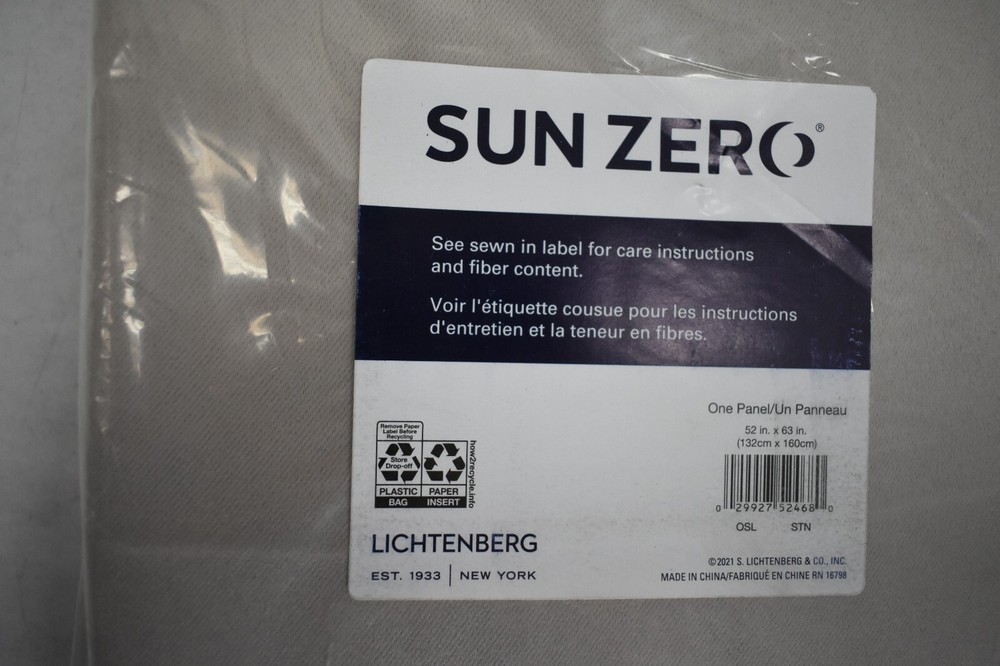 SUN ZERO®
See sewn in label for care instructions
and fiber content.
Voir l'étiquette cousue pour les instructions
d'entretien et la teneur en fibres.
One Panel/Un Panneau
52 in. x 63 in.
(132cm x 160cm)
0 29927 52468 0
OSL STN
Remove Paper
Label Before
Recycling
Store
Drop-off
PLASTIC PAPER
BAG INSERT
how2recycle.info
LICHTENBERG
EST. 1933 | NEW YORK
©2021 S. LICHTENBERG & CO., INC.
MADE IN CHINA/FABRIQUÉ EN CHINE RN 16798